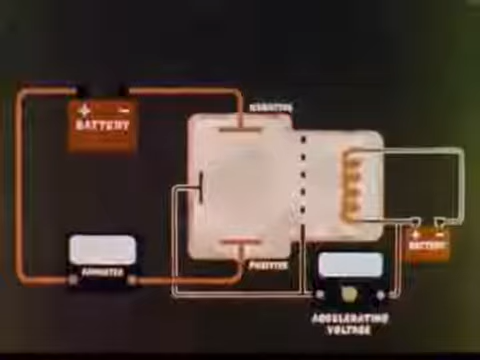 NEGATIVE
+ -
BATTERY
+ -
BATTERY
AMMETER
POSITIVE
ACCELERATING
VOLTAGE